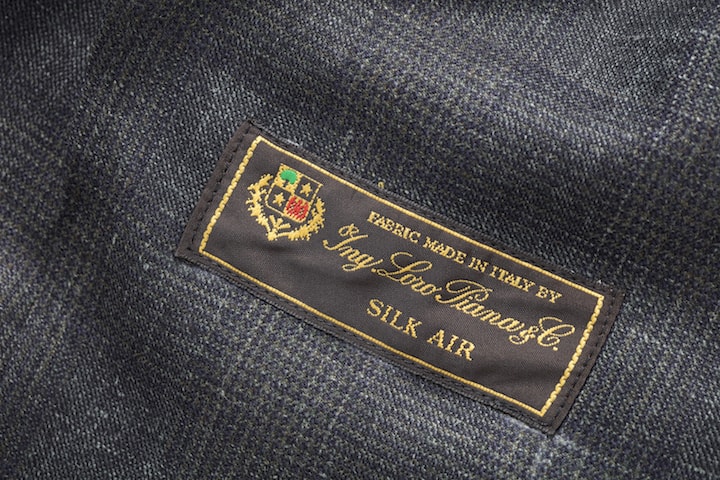 FABRIC MADE IN ITALY BY
Ing. Loro Piana & C.
SILK AIR